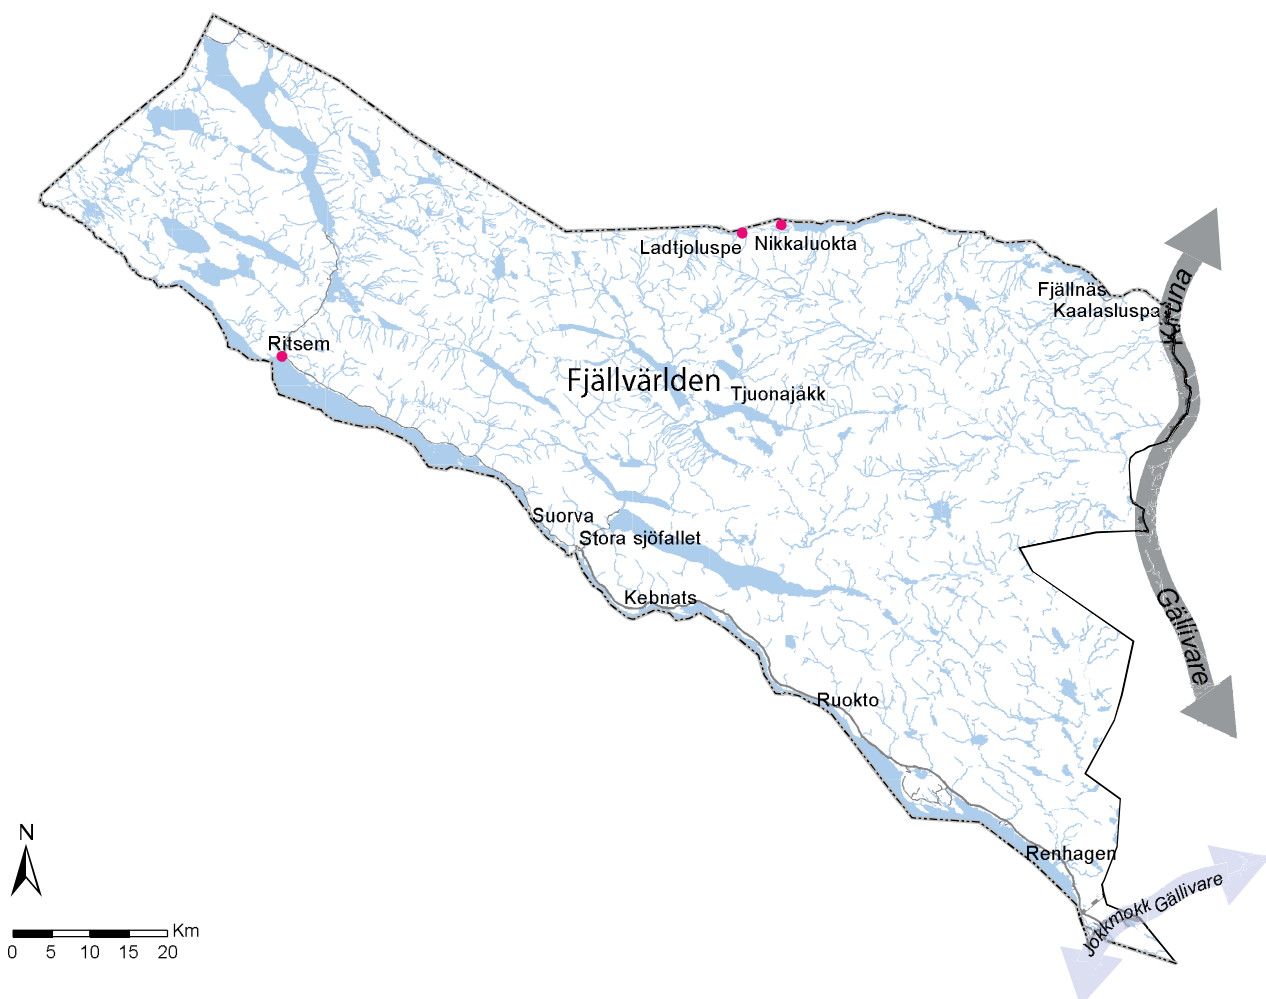 Ladtjoluspe
Nikkaluokta
Fjällnäs
Kaalasluspa
Kiruna
Ritsem
Fjällvärlden
Tjuonajåkk
Suorva
Stora sjöfallet
Kebnats
Gällivare
Ruokto
Renhagen
Jokkmokk
Gällivare
N
Km
0 5 10 15 20